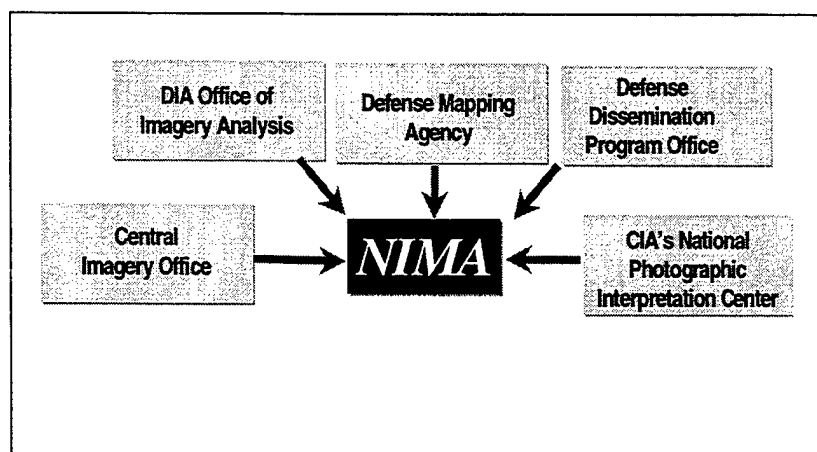 DIA Office of
Imagery Analysis
Defense Mapping
Agency
Defense
Dissemination
Program Office
Central
Imagery Office
NIMA
CIA's National
Photographic
Interpretation Center